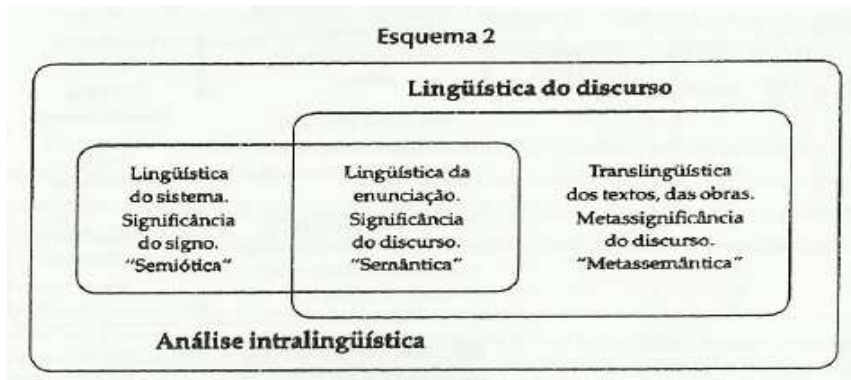 Esquema 2
Lingüística do discurso
Lingüística
do sistema.
Significância
do signo.
“Semiótica”
Lingüística da
enunciação.
Significância
do discurso.
“Semântica”
Translingüística
dos textos, das obras.
Metassignificância
do discurso.
“Metassemântica”
Análise intralingüística